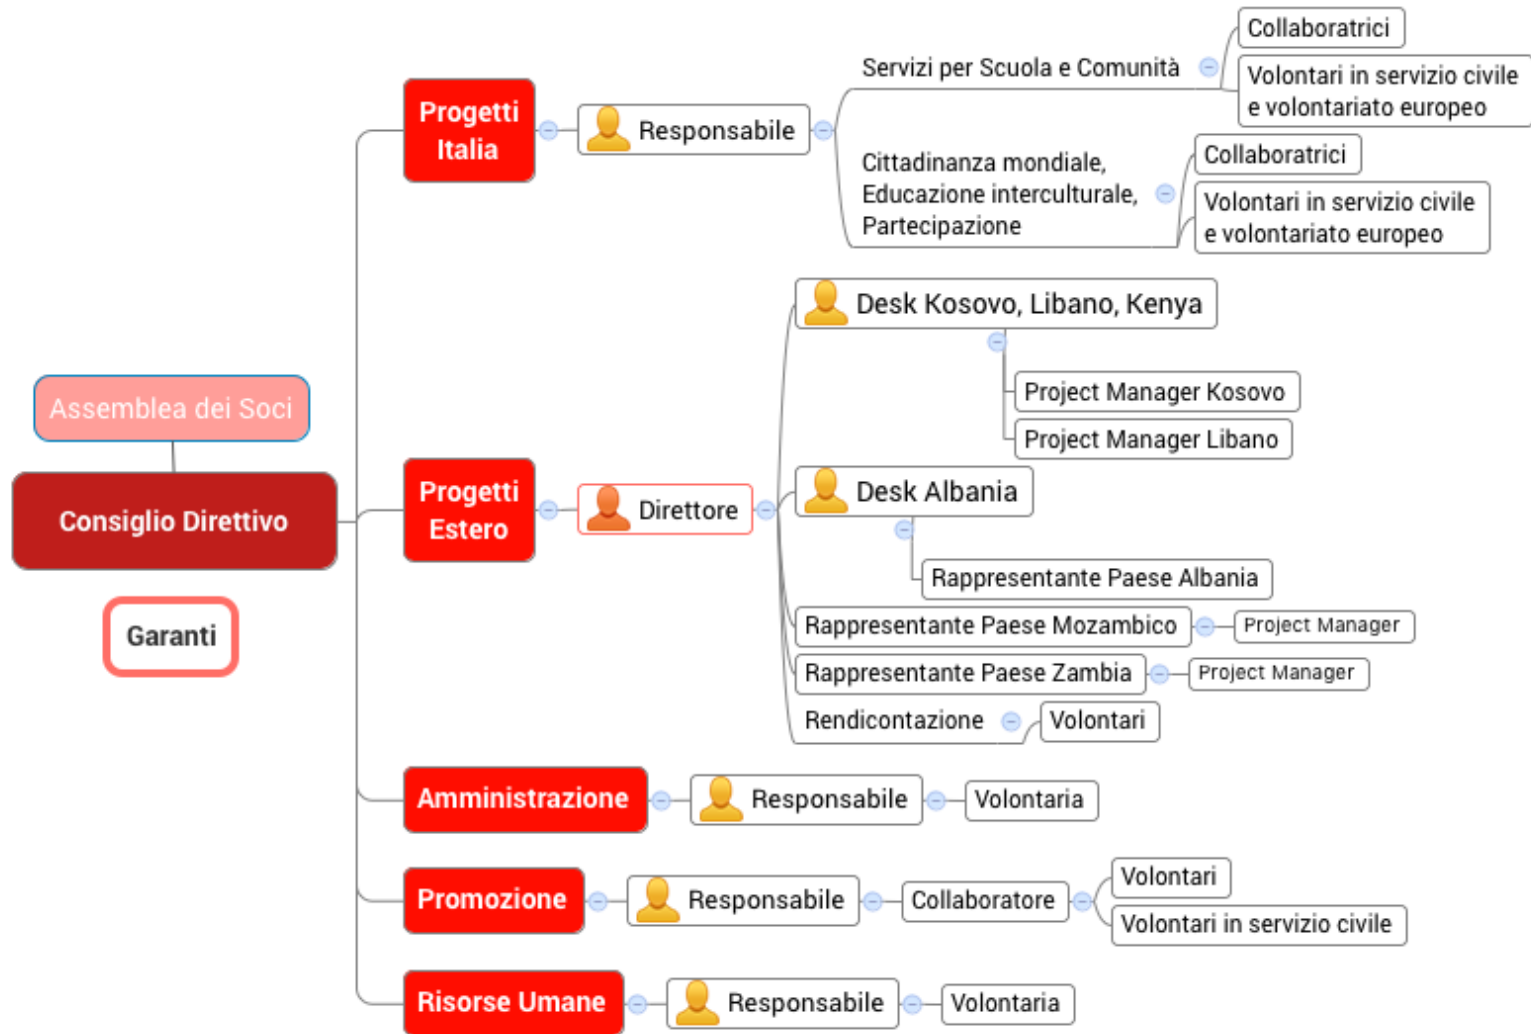 Assemblea dei Soci
Consiglio Direttivo
Garanti
Progetti
Italia
Responsabile
Servizi per Scuola e Comunità
Collaboratrici
Volontari in servizio civile
e volontariato europeo
Cittadinanza mondiale,
Educazione interculturale,
Partecipazione
Collaboratrici
Volontari in servizio civile
e volontariato europeo
Progetti
Estero
Direttore
Desk Kosovo, Libano, Kenya
Project Manager Kosovo
Project Manager Libano
Desk Albania
Rappresentante Paese Albania
Rappresentante Paese Mozambico
Project Manager
Rappresentante Paese Zambia
Project Manager
Rendicontazione
Volontari
Amministrazione
Responsabile
Volontaria
Promozione
Responsabile
Collaboratore
Volontari
Volontari in servizio civile
Risorse Umane
Responsabile
Volontaria